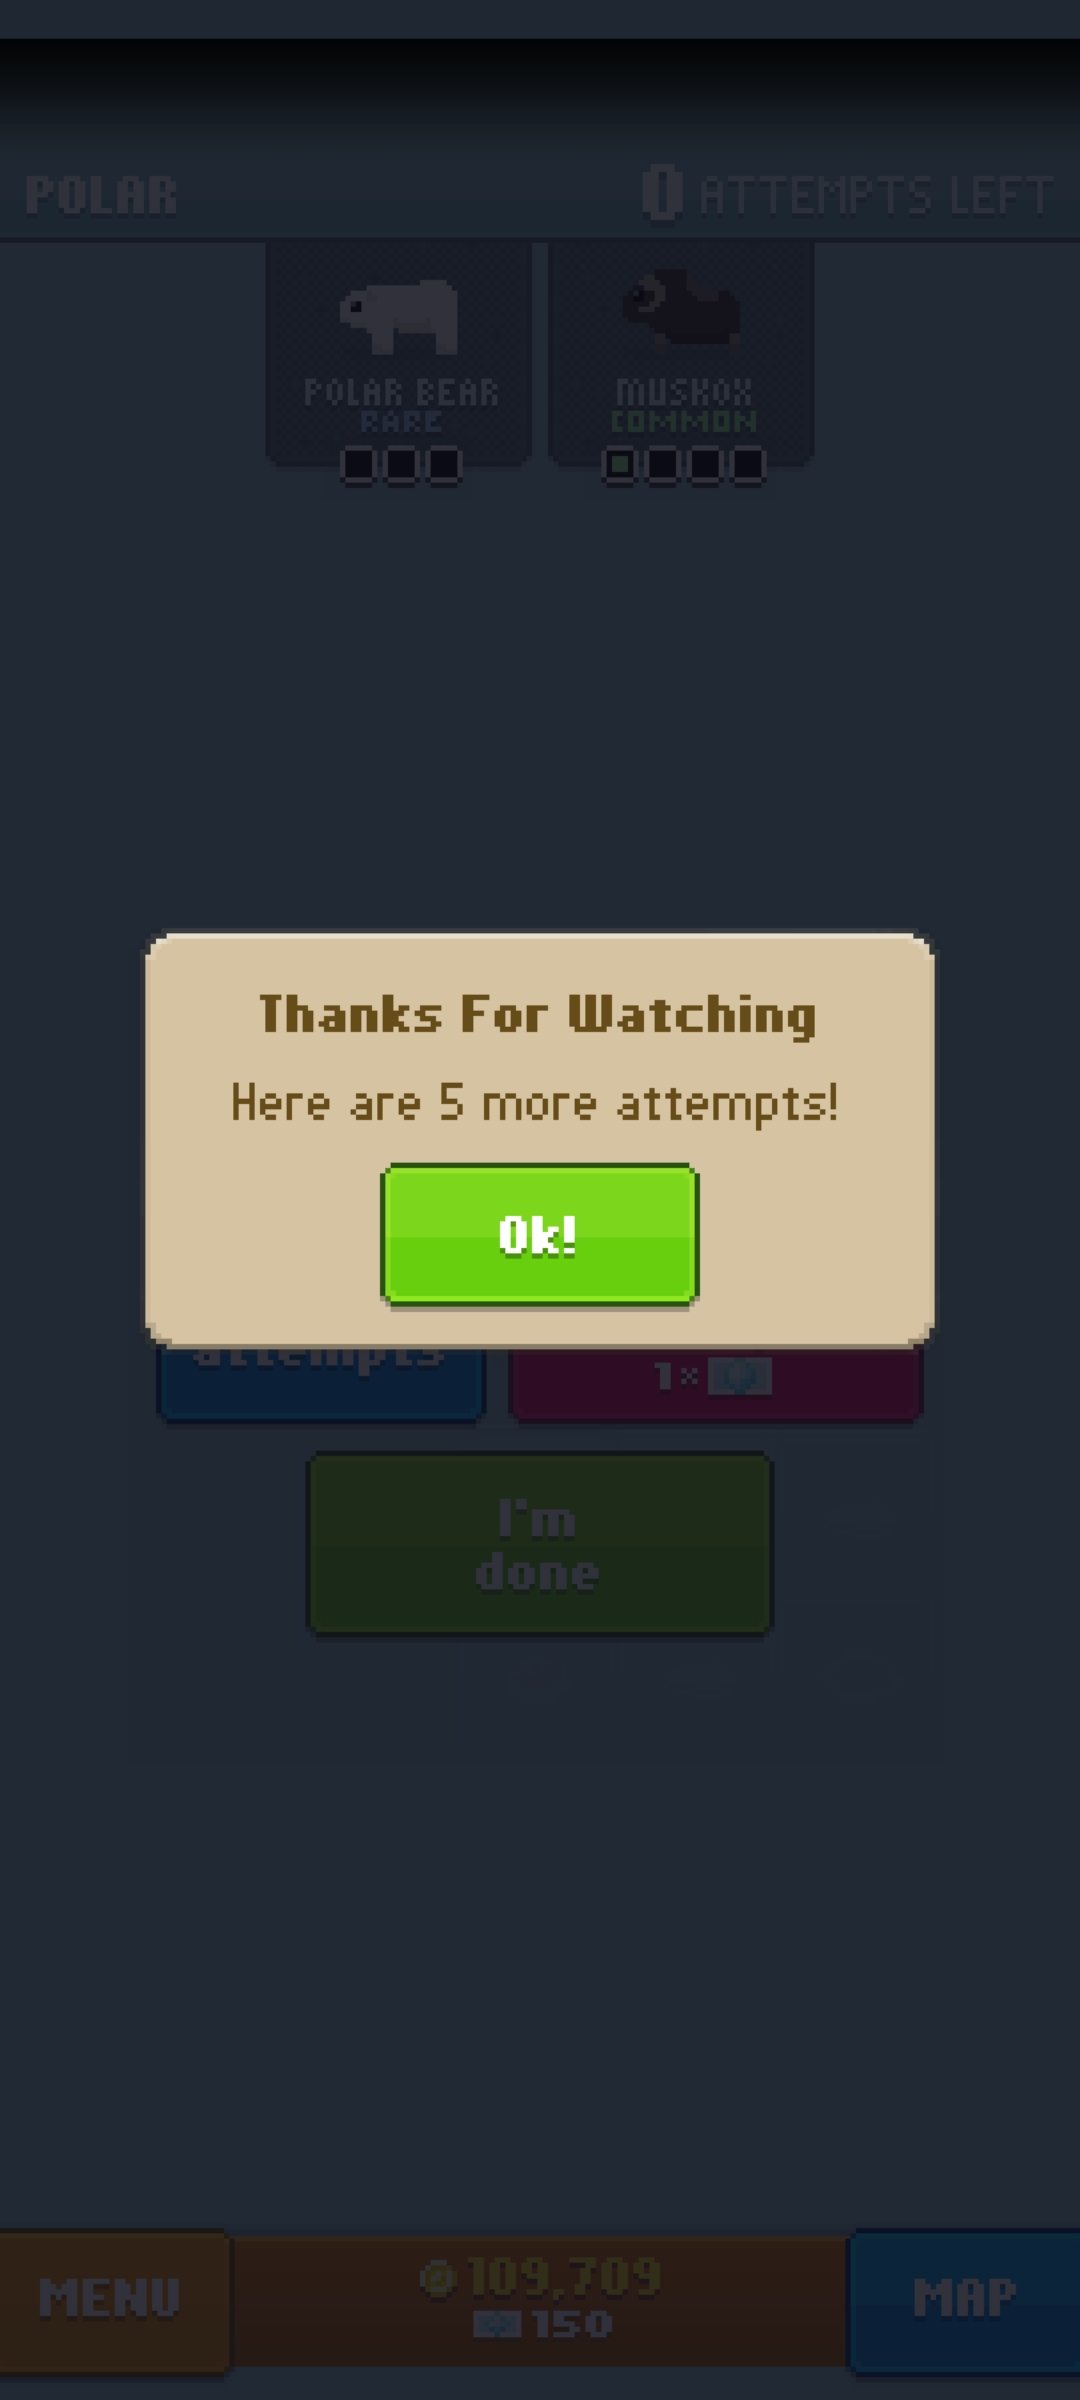 POLAR
0 ATTEMPTS LEFT
POLAR BEAR
RARE
MUSKOX
COMMON
Thanks For Watching
Here are 5 more attempts!
Ok!
attempts
1×
I'm
done
MENU
109,709
150
MAP